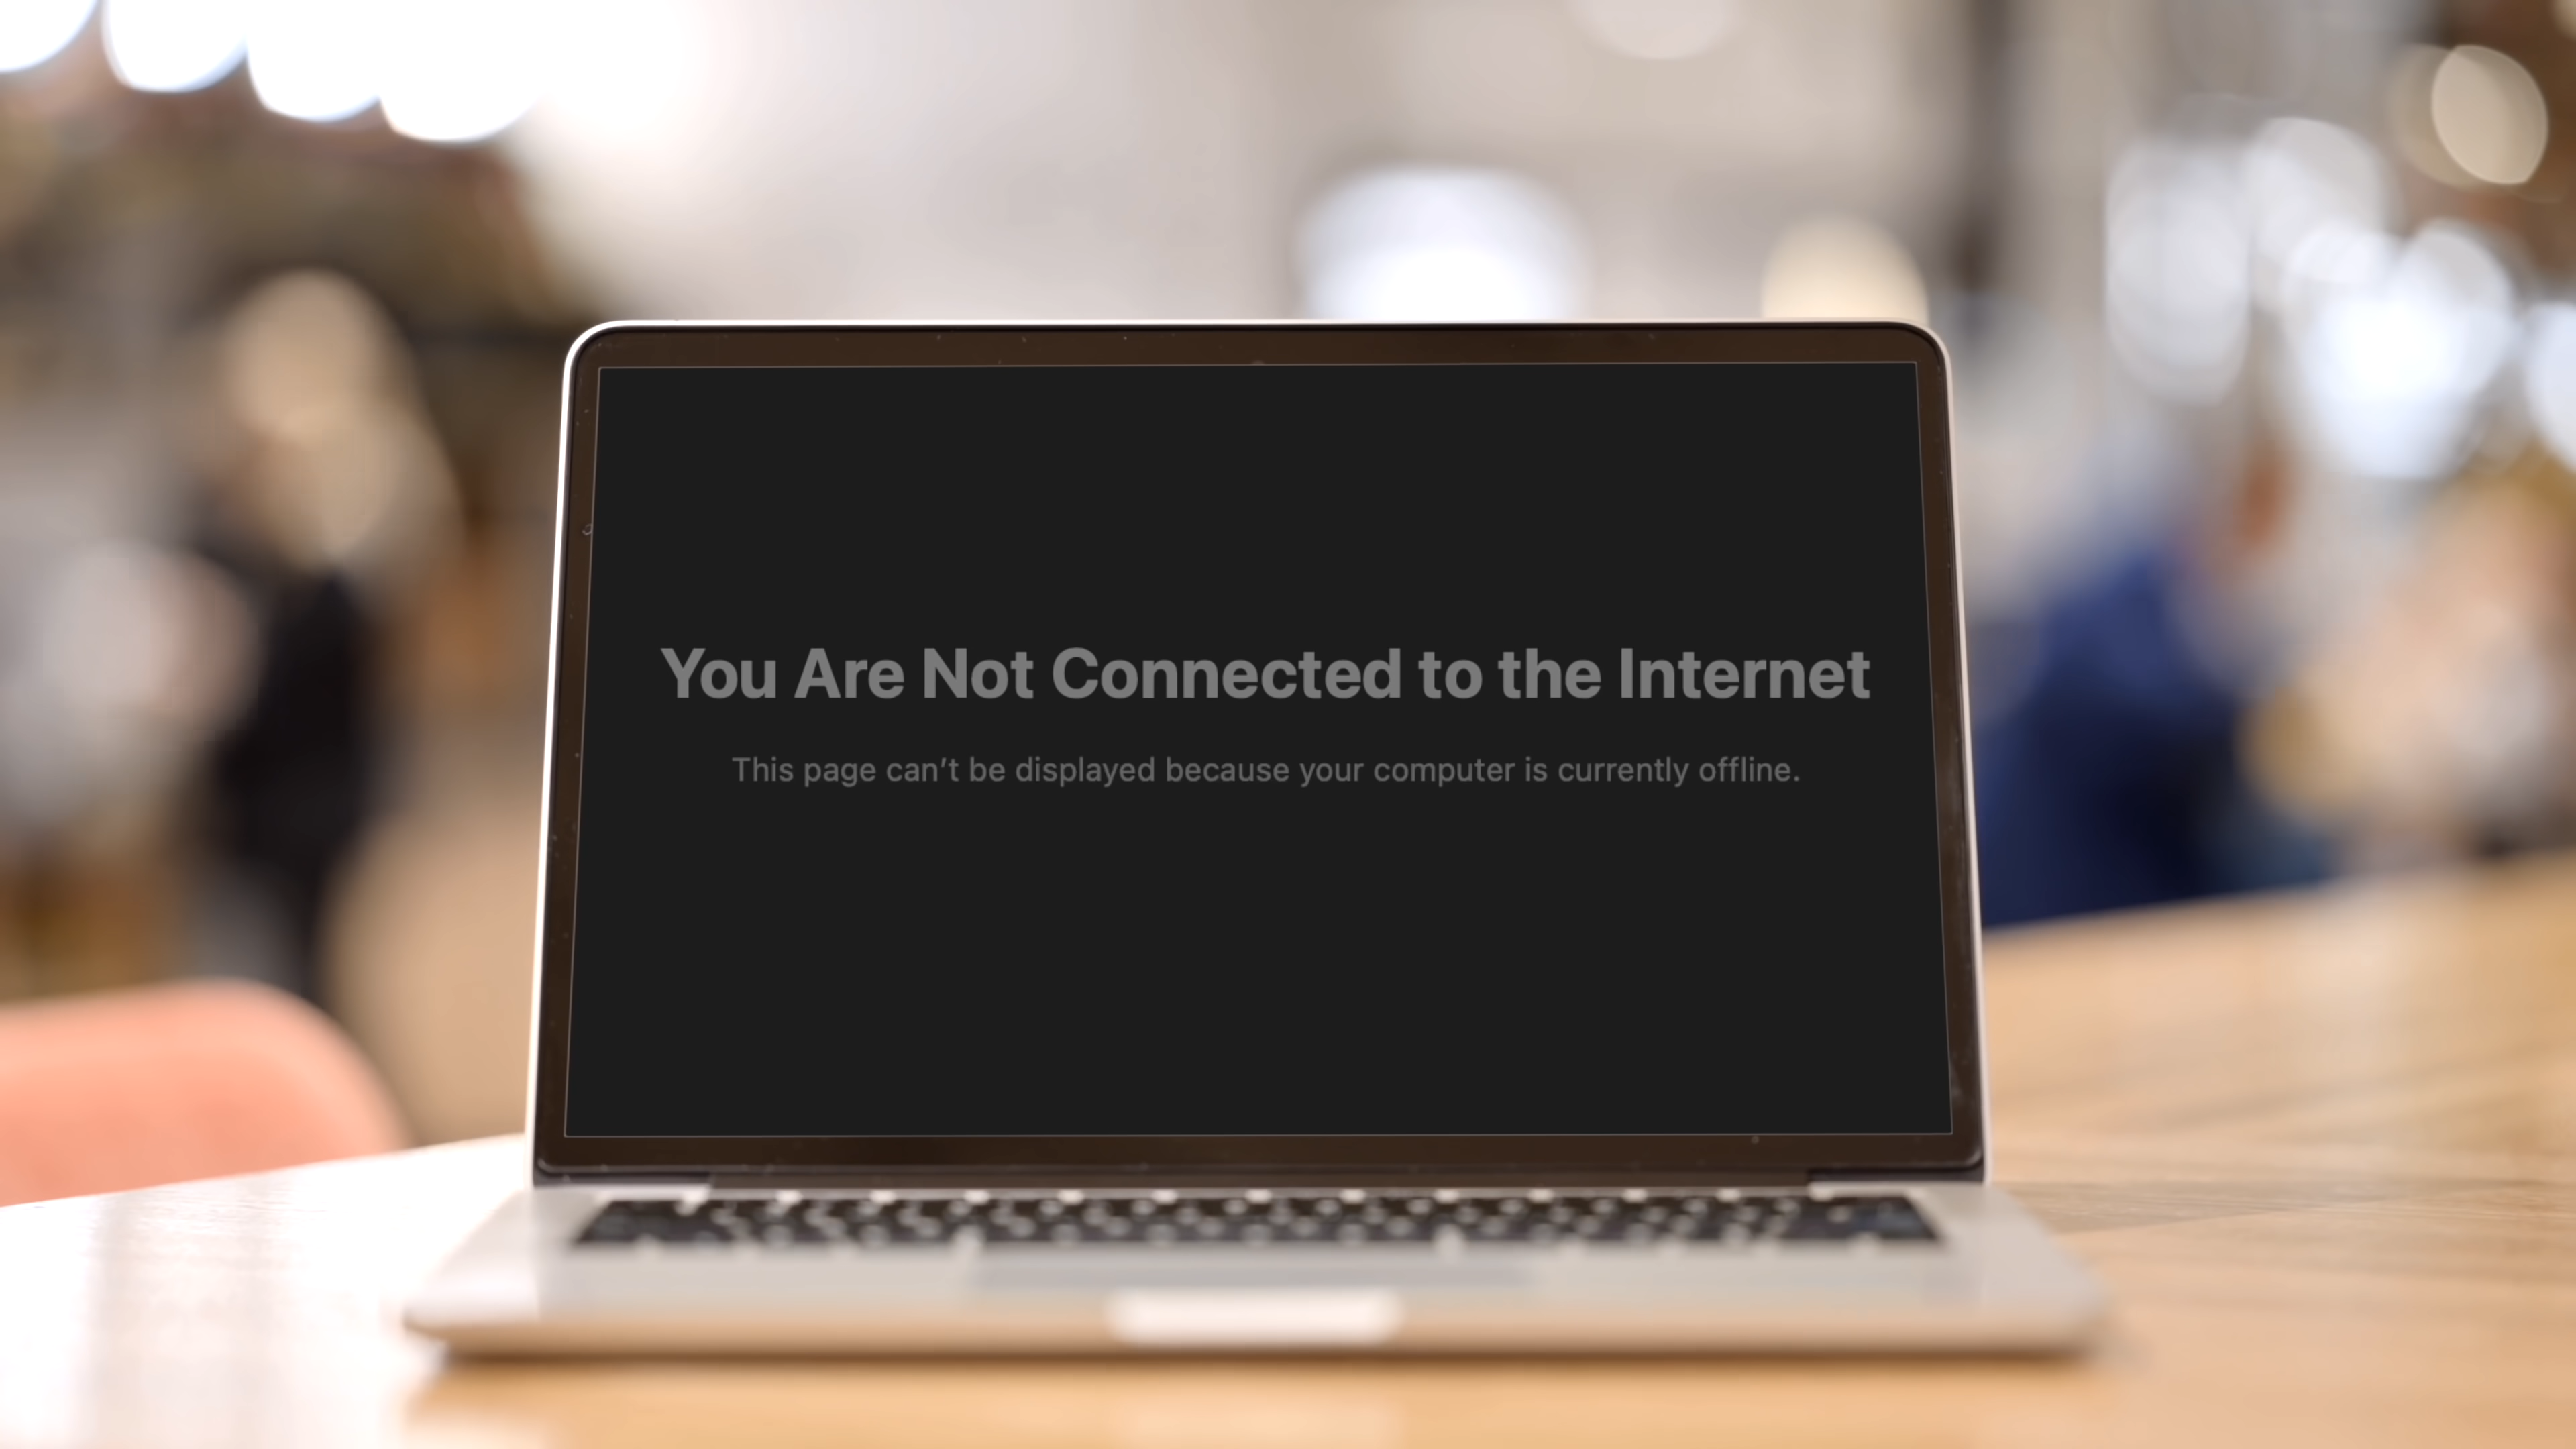 You Are Not Connected to the Internet
This page can’t be displayed because your computer is currently offline.